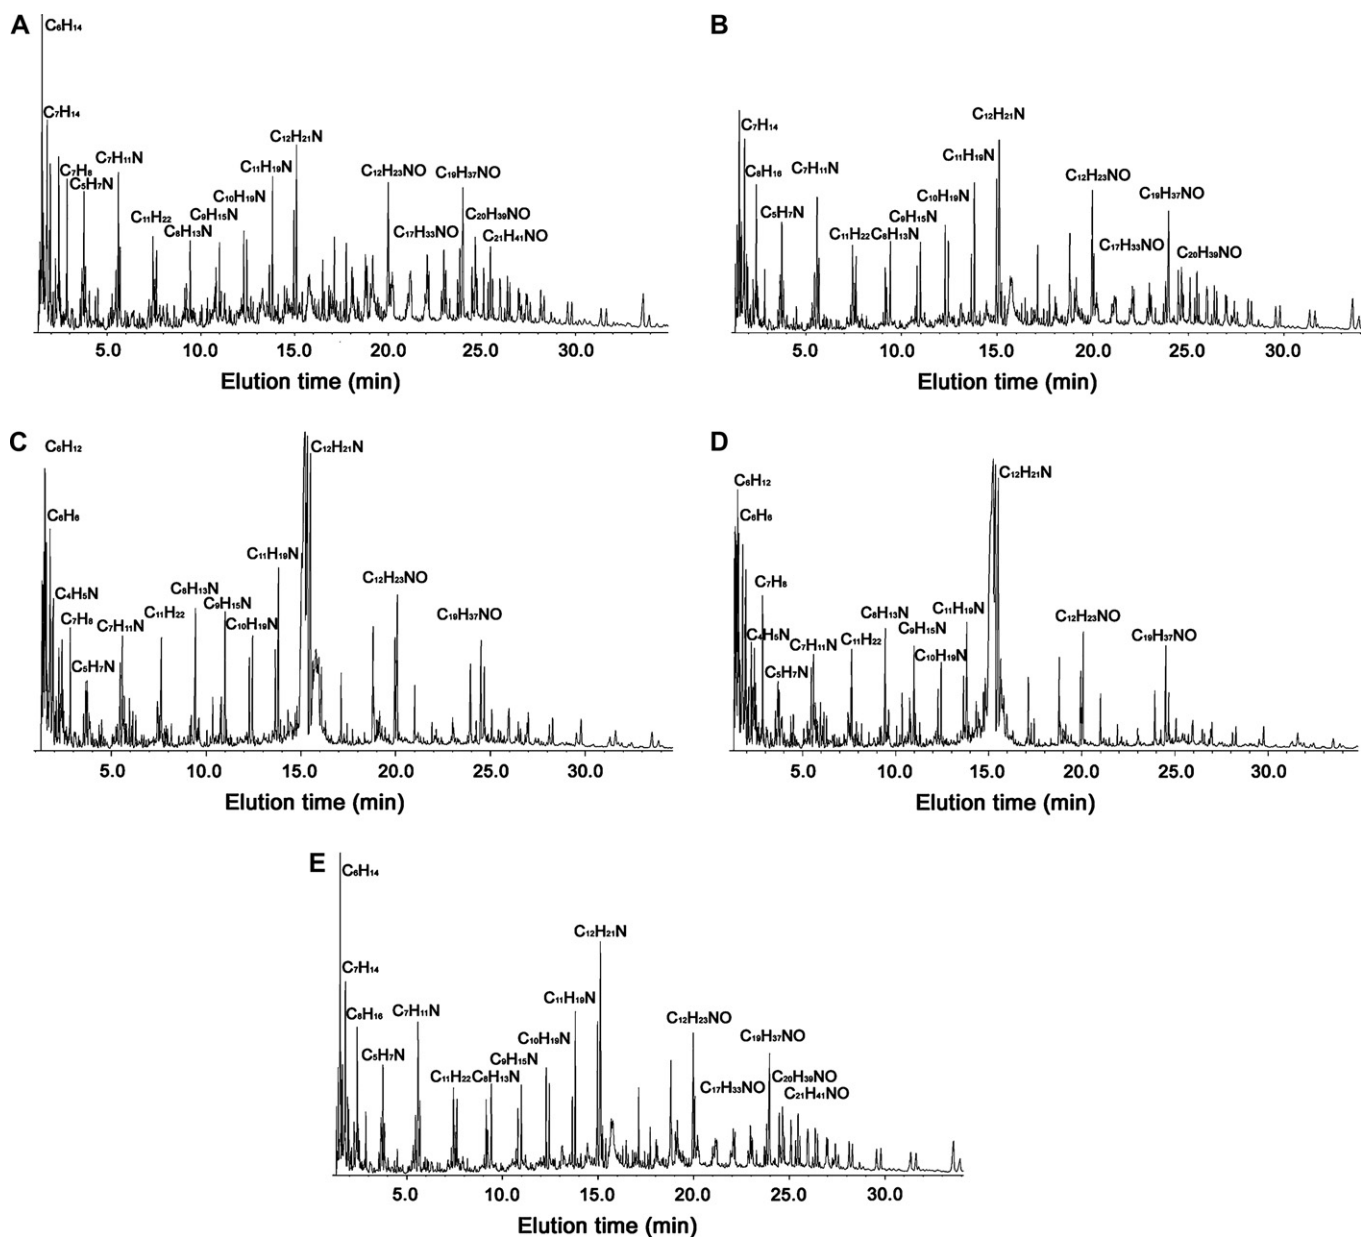 A
C₆H₁₄
C₇H₁₄
C₇H₈
C₅H₇N
C₇H₁₁N
C₁₁H₂₂
C₈H₁₃N
C₉H₁₅N
C₁₀H₁₉N
C₁₁H₁₉N
C₁₂H₂₁N
C₁₂H₂₃NO
C₁₇H₃₃NO
C₁₉H₃₇NO
C₂₀H₃₉NO
C₂₁H₄₁NO
5.0 10.0 15.0 20.0 25.0 30.0
Elution time (min)
B
C₇H₁₄
C₈H₁₆
C₅H₇N
C₇H₁₁N
C₁₁H₂₂
C₈H₁₃N
C₉H₁₅N
C₁₀H₁₉N
C₁₁H₁₉N
C₁₂H₂₁N
C₁₂H₂₃NO
C₁₇H₃₃NO
C₁₉H₃₇NO
C₂₀H₃₉NO
5.0 10.0 15.0 20.0 25.0 30.0
Elution time (min)
C
C₆H₁₂
C₆H₆
C₄H₅N
C₇H₈
C₅H₇N
C₇H₁₁N
C₁₁H₂₂
C₈H₁₃N
C₉H₁₅N
C₁₀H₁₉N
C₁₁H₁₉N
C₁₂H₂₁N
C₁₂H₂₃NO
C₁₉H₃₇NO
5.0 10.0 15.0 20.0 25.0 30.0
Elution time (min)
D
C₆H₁₂
C₆H₆
C₇H₈
C₄H₅N
C₅H₇N
C₇H₁₁N
C₁₁H₂₂
C₈H₁₃N
C₉H₁₅N
C₁₀H₁₉N
C₁₁H₁₉N
C₁₂H₂₁N
C₁₂H₂₃NO
C₁₉H₃₇NO
5.0 10.0 15.0 20.0 25.0 30.0
Elution time (min)
E
C₆H₁₄
C₇H₁₄
C₈H₁₆
C₅H₇N
C₇H₁₁N
C₁₁H₂₂
C₈H₁₃N
C₉H₁₅N
C₁₀H₁₉N
C₁₁H₁₉N
C₁₂H₂₁N
C₁₂H₂₃NO
C₁₇H₃₃NO
C₁₉H₃₇NO
C₂₀H₃₉NO
C₂₁H₄₁NO
5.0 10.0 15.0 20.0 25.0 30.0
Elution time (min)